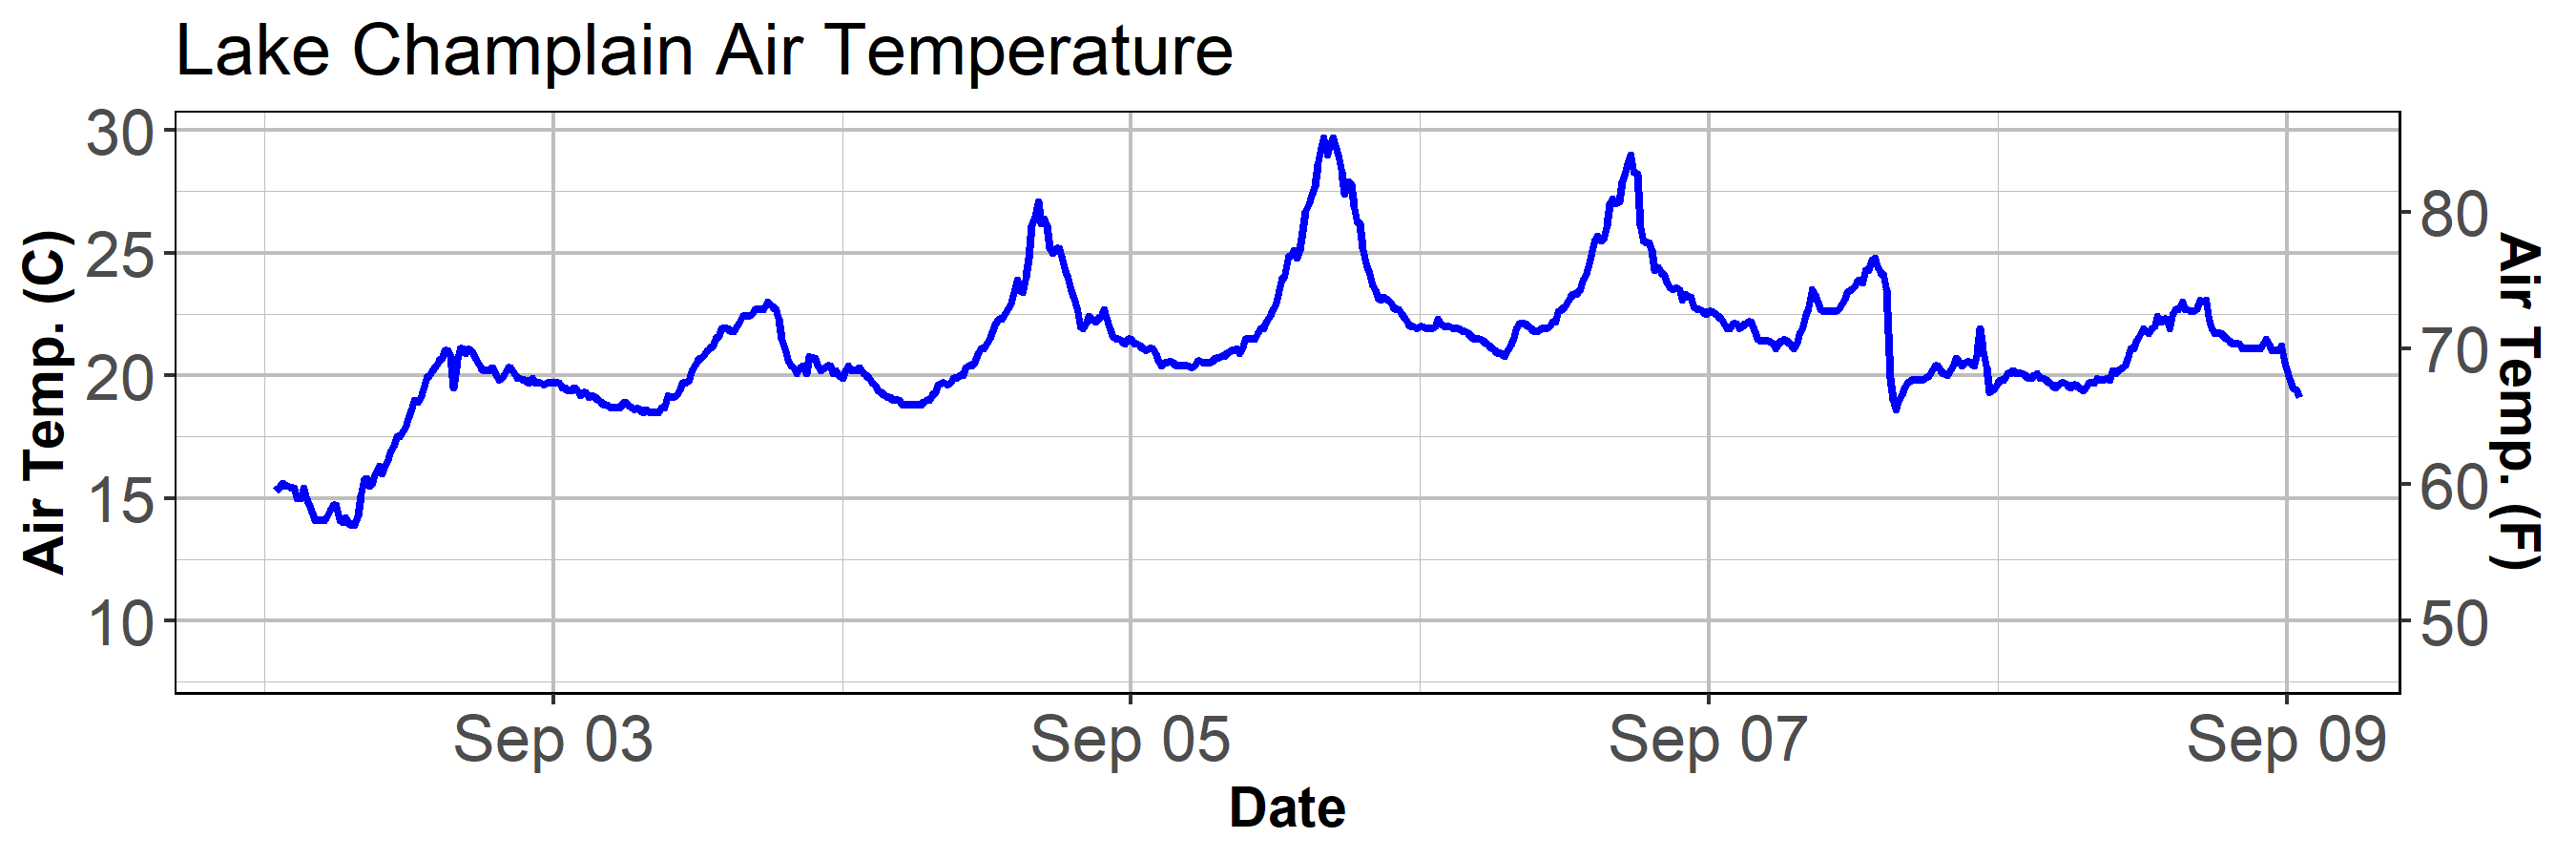 Lake Champlain Air Temperature
Air Temp. (C)
30
25
20
15
10
80
70
60
50
Air Temp. (F)
Sep 03
Sep 05
Sep 07
Sep 09
Date